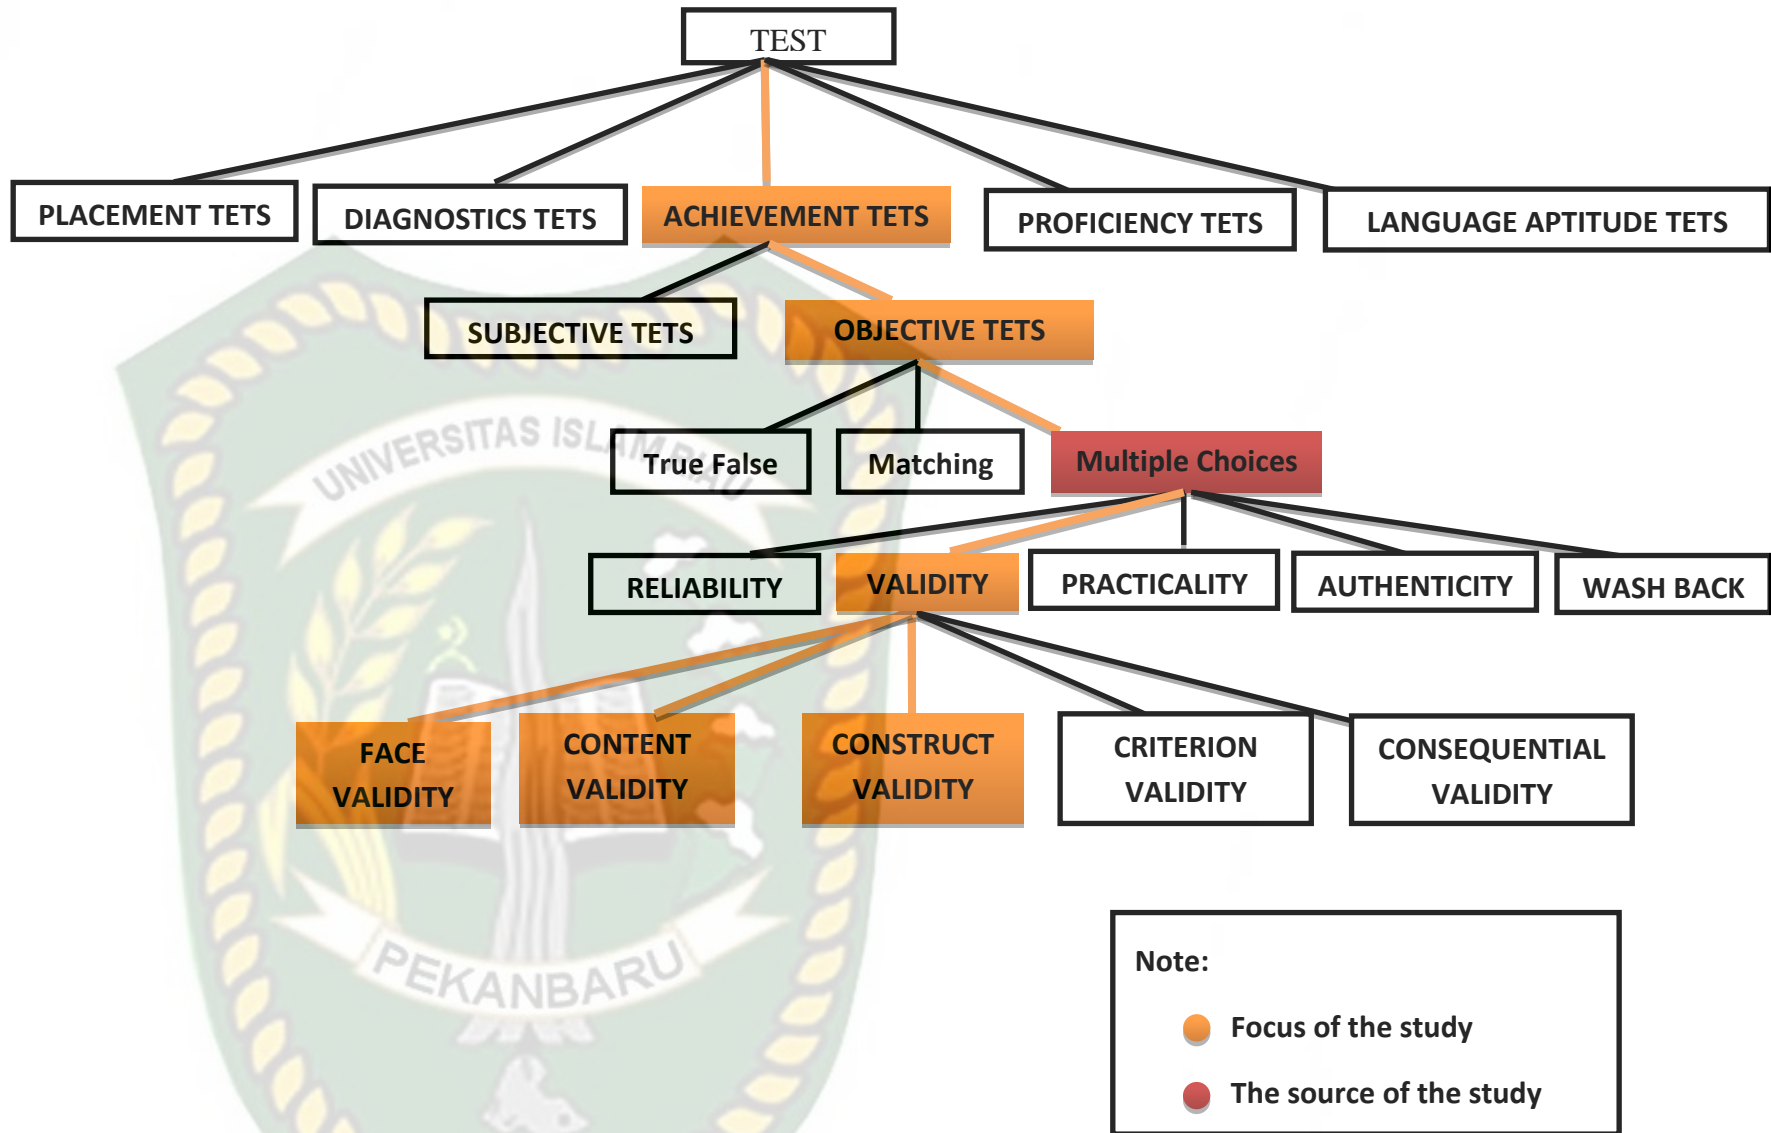 TEST
PLACEMENT TETS
DIAGNOSTICS TETS
ACHIEVEMENT TETS
PROFICIENCY TETS
LANGUAGE APTITUDE TETS
SUBJECTIVE TETS
OBJECTIVE TETS
UNIVERSITAS ISLAM RIAU
True False
Matching
Multiple Choices
RELIABILITY
VALIDITY
PRACTICALITY
AUTHENTICITY
WASH BACK
FACE
VALIDITY
CONTENT
VALIDITY
CONSTRUCT
VALIDITY
CRITERION
VALIDITY
CONSEQUENTIAL
VALIDITY
PEKANBARU
Note:
Focus of the study
The source of the study